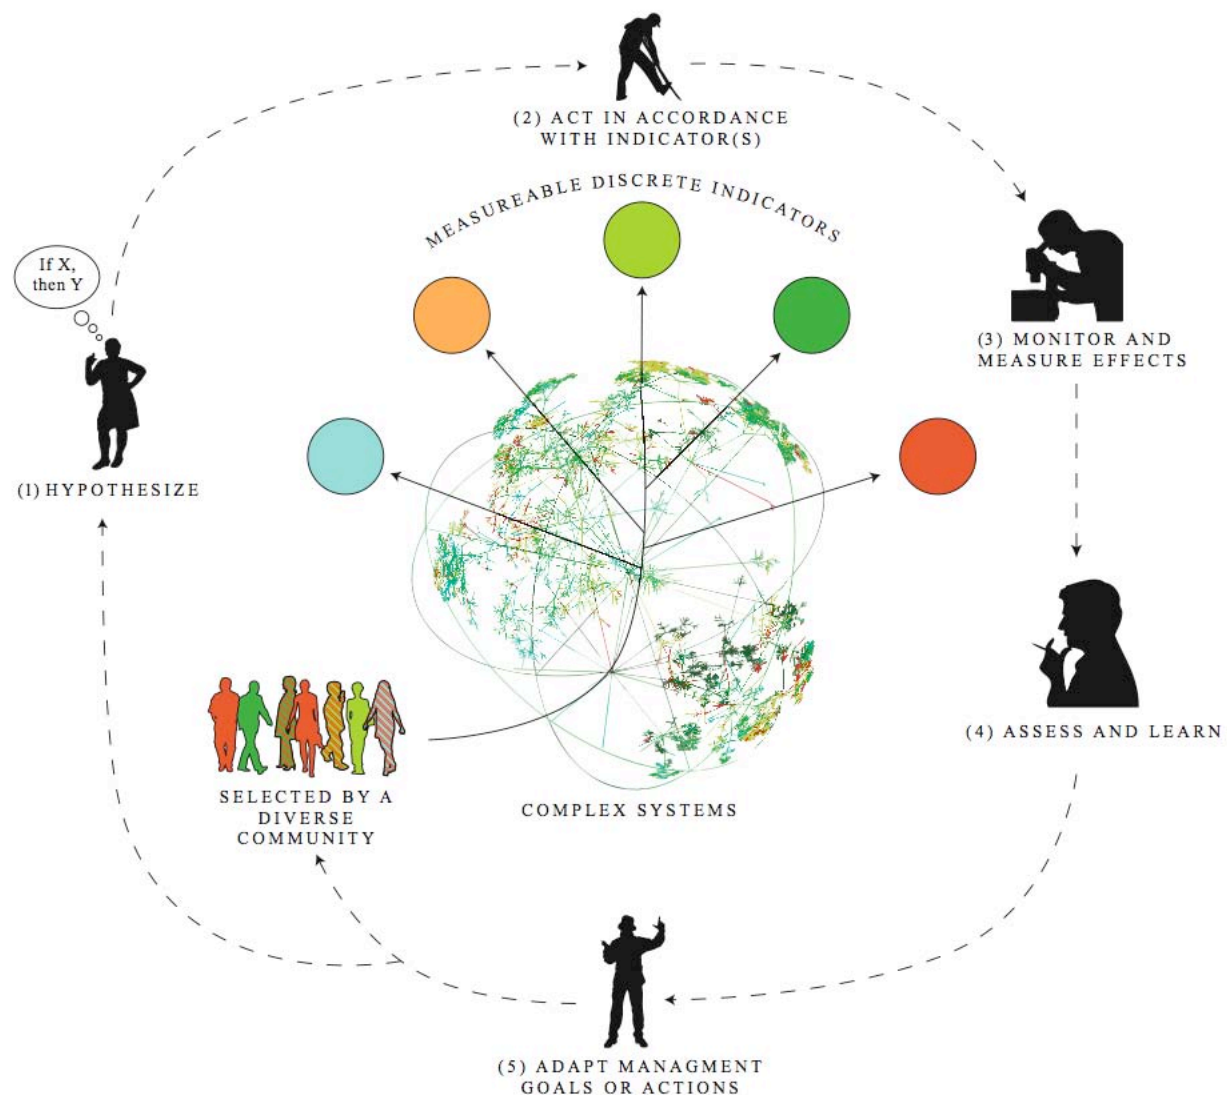 (2) ACT IN ACCORDANCE
WITH INDICATOR(S)
MEASUREABLE DISCRETE INDICATORS
If X,
then Y
(3) MONITOR AND
MEASURE EFFECTS
(1) HYPOTHESIZE
(4) ASSESS AND LEARN
SELECTED BY A
DIVERSE
COMMUNITY
COMPLEX SYSTEMS
(5) ADAPT MANAGMENT
GOALS OR ACTIONS